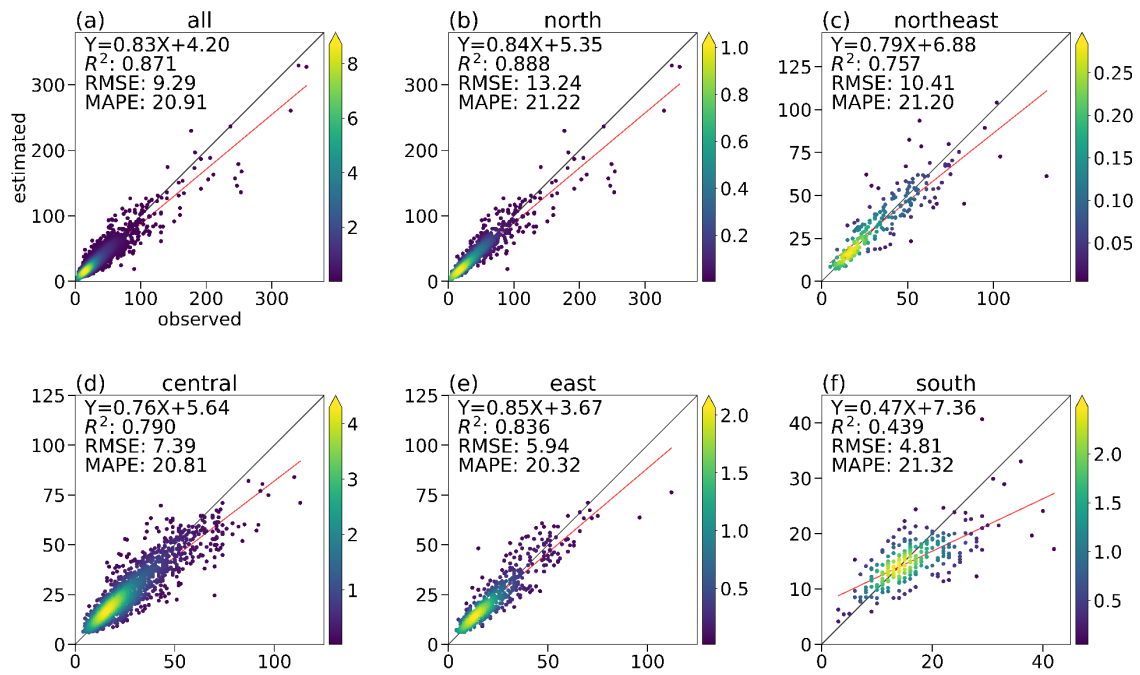 (a) all
Y=0.83X+4.20
R²: 0.871
RMSE: 9.29
MAPE: 20.91
300
200
100
0
0 100 200 300
estimated
observed
8
6
4
2
(b) north
Y=0.84X+5.35
R²: 0.888
RMSE: 13.24
MAPE: 21.22
300
200
100
0
0 100 200 300
1.0
0.8
0.6
0.4
0.2
(c) northeast
Y=0.79X+6.88
R²: 0.757
RMSE: 10.41
MAPE: 21.20
125
100
75
50
25
0
0 50 100
0.25
0.20
0.15
0.10
0.05
(d) central
Y=0.76X+5.64
R²: 0.790
RMSE: 7.39
MAPE: 20.81
125
100
75
50
25
0
0 50 100
4
3
2
1
(e) east
Y=0.85X+3.67
R²: 0.836
RMSE: 5.94
MAPE: 20.32
125
100
75
50
25
0
0 50 100
2.0
1.5
1.0
0.5
(f) south
Y=0.47X+7.36
R²: 0.439
RMSE: 4.81
MAPE: 21.32
40
30
20
10
0
0 20 40
2.0
1.5
1.0
0.5